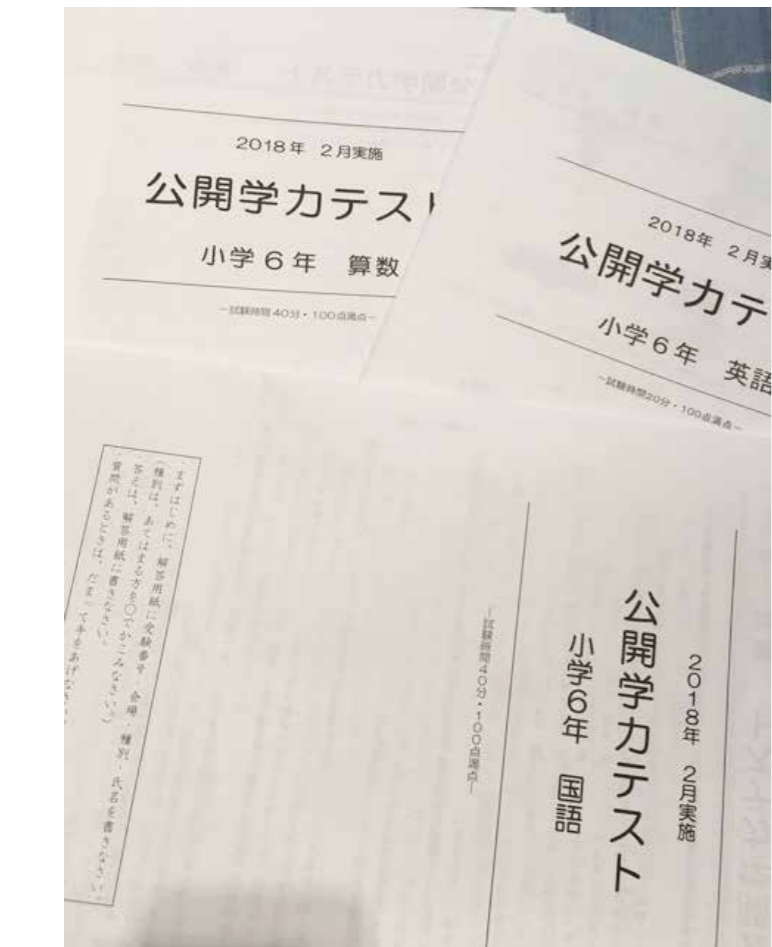 2018年 2月実施
公開学力テス
小学6年 算数
−試験時間40分・100点満点−
2018年 2月実
公開学力テ
小学6年 英語
−試験時間20分・100点満点−
2018年 2月実施
公開学力テスト
小学6年 国語
−試験時間40分・100点満点−
・まずはじめに、解答用紙に受験番号・会場・種別・氏名を書きなさい。
(種別は、あてはまる方を○でかこみなさい。)
・答えは、解答用紙に書きなさい。
・質問があるときは、だまって手をあげなさい